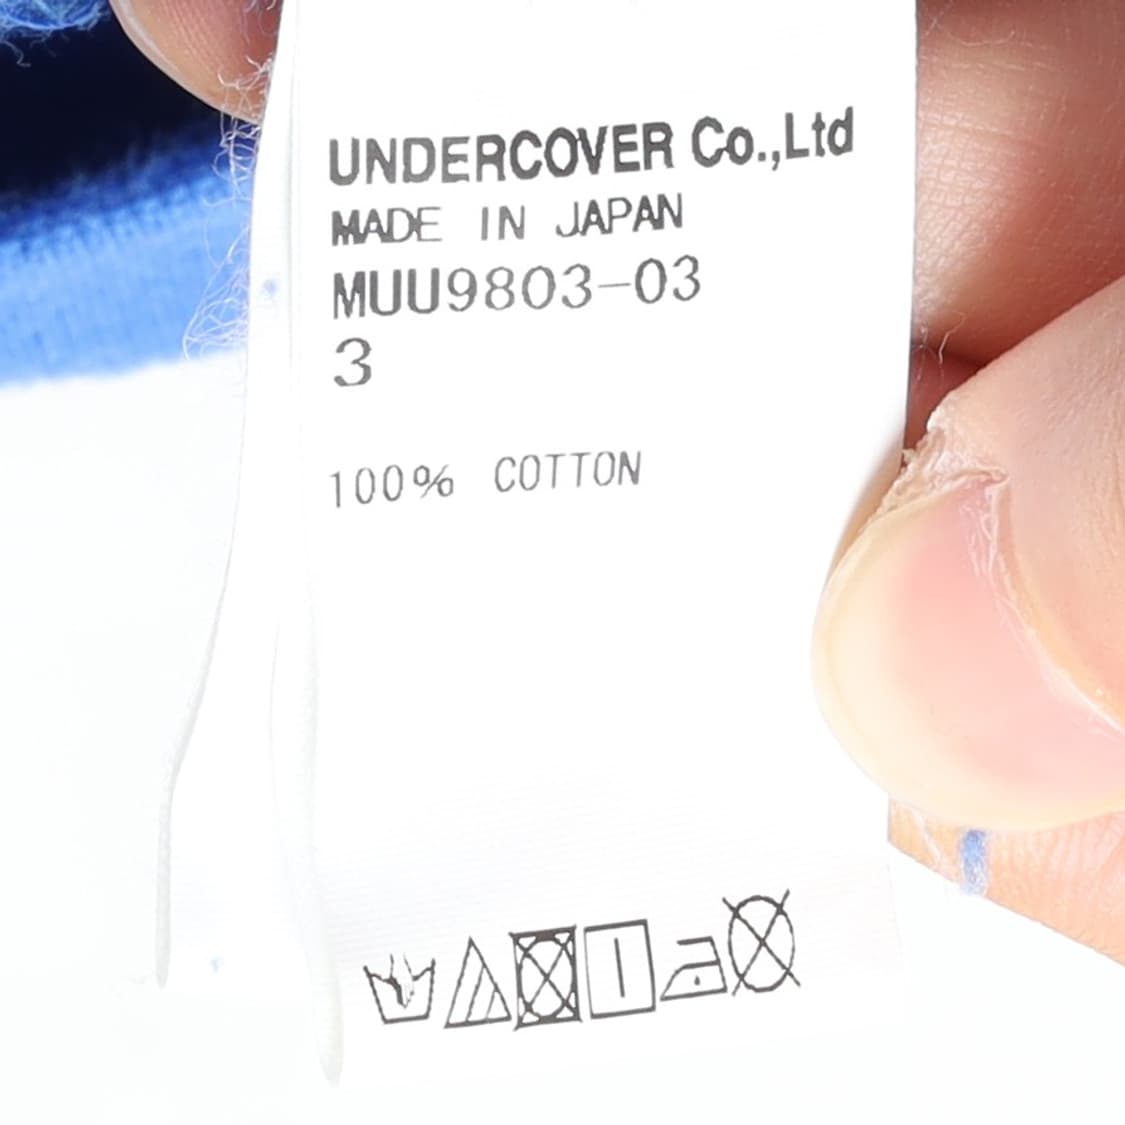 UNDERCOVER Co.,Ltd
MADE IN JAPAN
MUU9803-03
3
100% COTTON